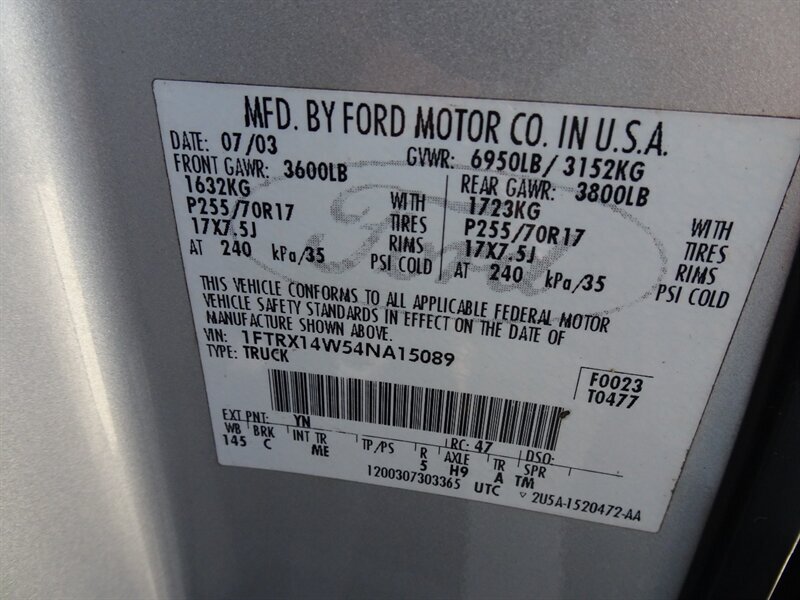 MFD. BY FORD MOTOR CO. IN U.S.A.
DATE: 07/03 GVWR: 6950LB/ 3152KG
FRONT GAWR: 3600LB REAR GAWR: 3800LB
1632KG WITH 1723KG WITH
P255/70R17 TIRES P255/70R17 TIRES
17X7.5J RIMS 17X7.5J RIMS
AT 240 kPa/35 PSI COLD AT 240 kPa/35 PSI COLD
Ford
THIS VEHICLE CONFORMS TO ALL APPLICABLE FEDERAL MOTOR
VEHICLE SAFETY STANDARDS IN EFFECT ON THE DATE OF
MANUFACTURE SHOWN ABOVE.
VIN: 1FTRX14W54NA15089
TYPE: TRUCK
F0023
T0477
EXT PNT: YN RC: 47 DSO:
WB BRK INT TR TP/PS R AXLE TR SPR
145 C ME 5 H9 A TM
1200307303365 UTC ▽ 2U5A-1520472-AA